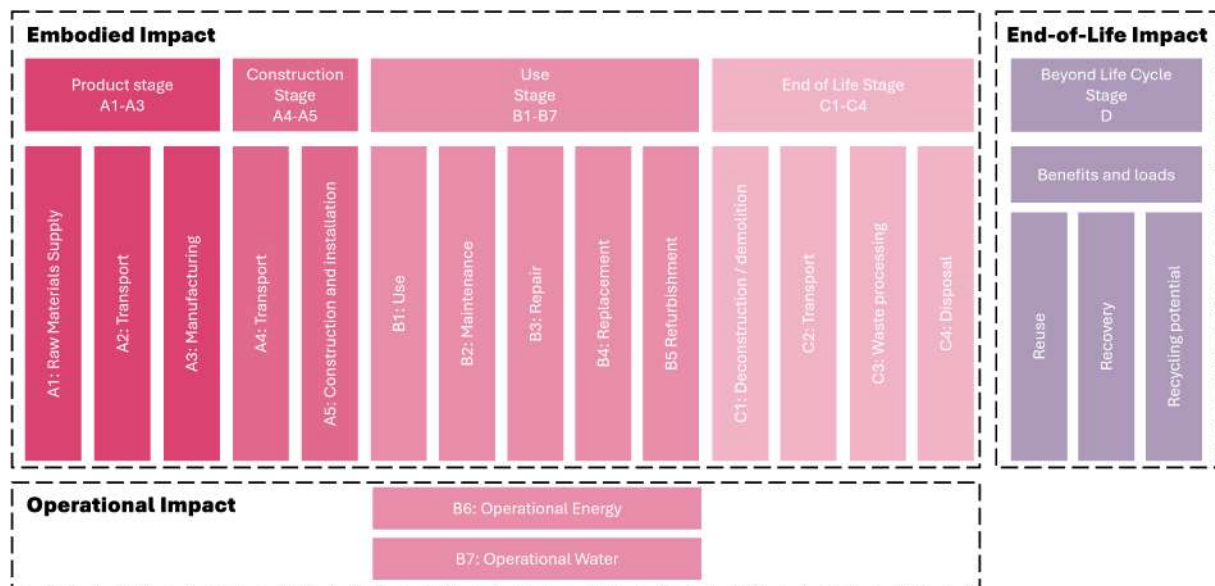 Embodied Impact
Product stage
A1-A3
Construction
Stage
A4-A5
Use
Stage
B1-B7
End of Life Stage
C1-C4
A1: Raw Materials Supply
A2: Transport
A3: Manufacturing
A4: Transport
A5: Construction and installation
B1: Use
B2: Maintenance
B3: Repair
B4: Replacement
B5 Refurbishment
C1: Deconstruction / demolition
C2: Transport
C3: Waste processing
C4: Disposal
End-of-Life Impact
Beyond Life Cycle
Stage
D
Benefits and loads
Reuse
Recovery
Recycling potential
Operational Impact
B6: Operational Energy
B7: Operational Water